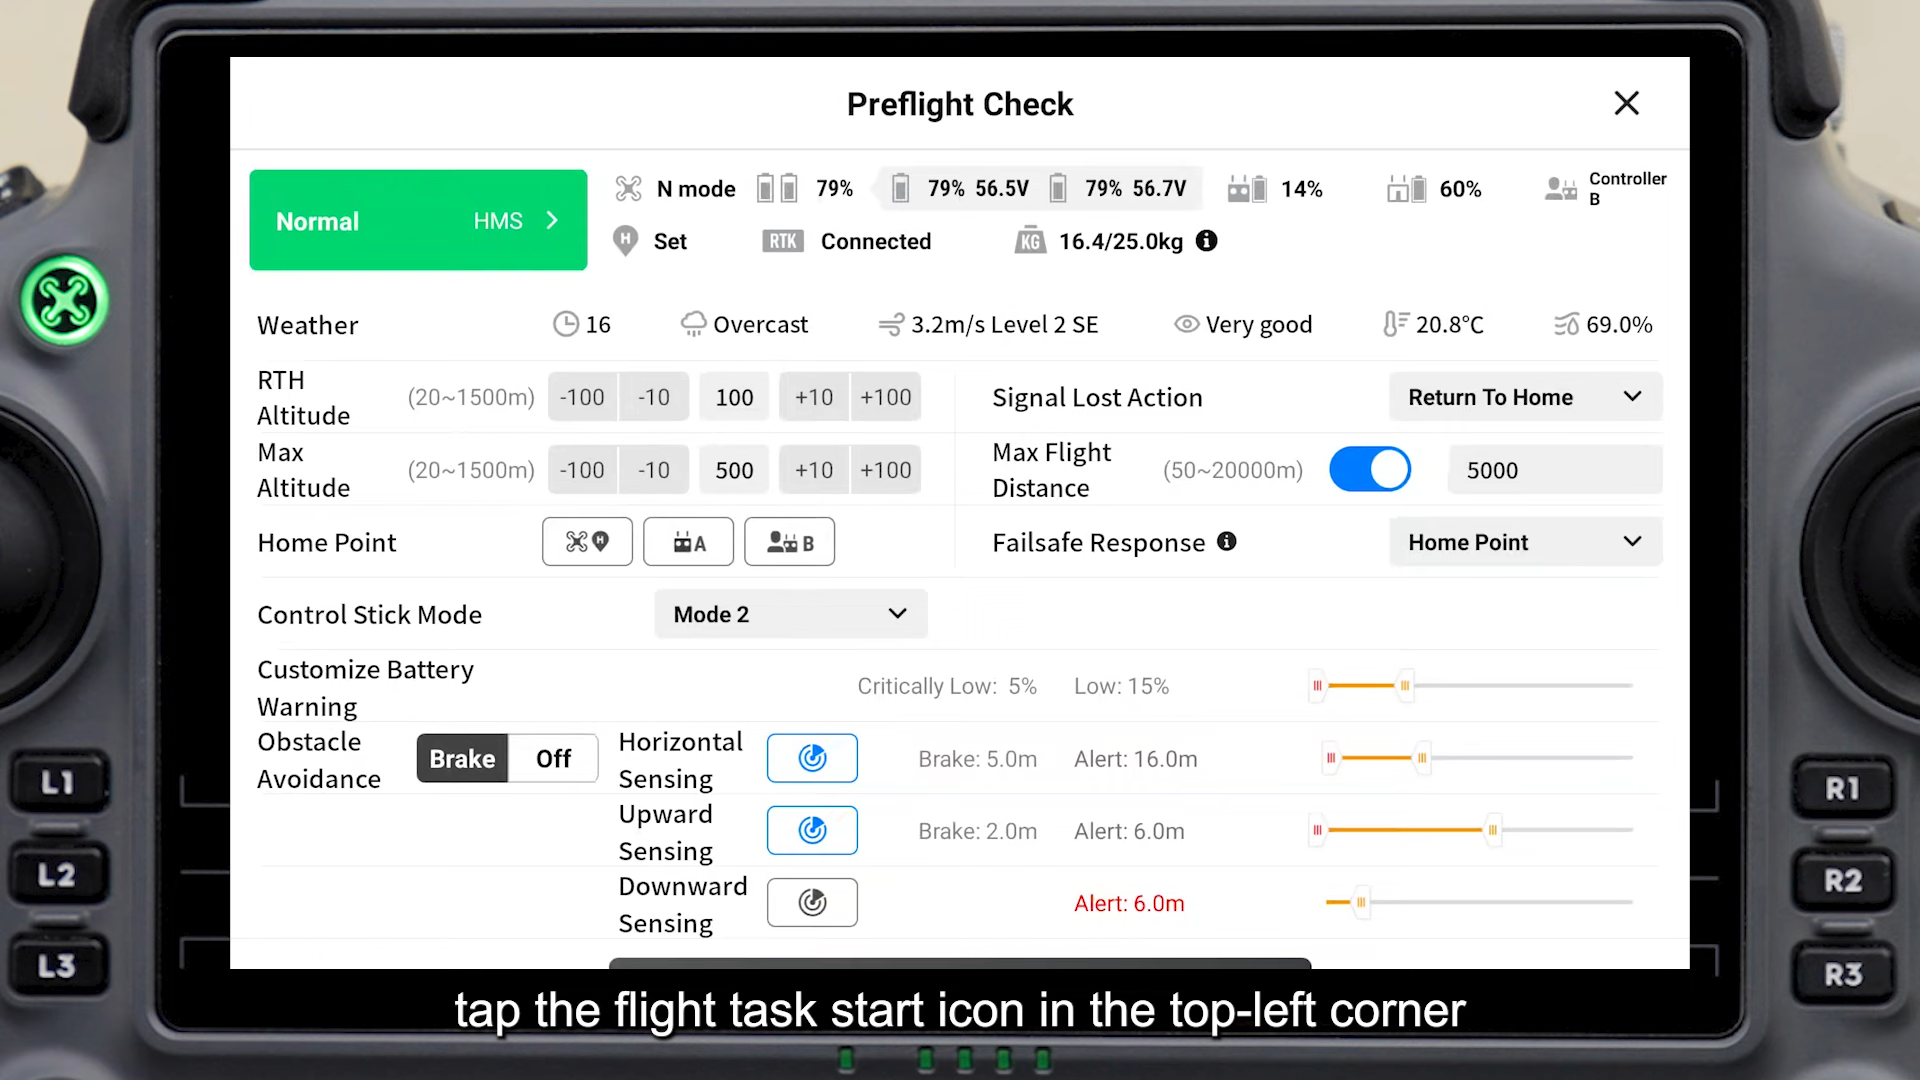 Preflight Check
Normal HMS
N mode 79% 79% 56.5V 79% 56.7V 14% 60% Controller B
H Set RTK Connected KG 16.4/25.0kg
Weather 16 Overcast 3.2m/s Level 2 SE Very good 20.8℃ 69.0%
RTH Altitude (20~1500m) -100 -10 100 +10 +100 Signal Lost Action Return To Home
Max Altitude (20~1500m) -100 -10 500 +10 +100 Max Flight Distance (50~20000m) 5000
Home Point H A B Failsafe Response Home Point
Control Stick Mode Mode 2
Customize Battery Warning Critically Low: 5% Low: 15%
Obstacle Avoidance Brake Off Horizontal Sensing Brake: 5.0m Alert: 16.0m
Upward Sensing Brake: 2.0m Alert: 6.0m
Downward Sensing Alert: 6.0m
L1
L2
L3
R1
R2
R3
tap the flight task start icon in the top-left corner